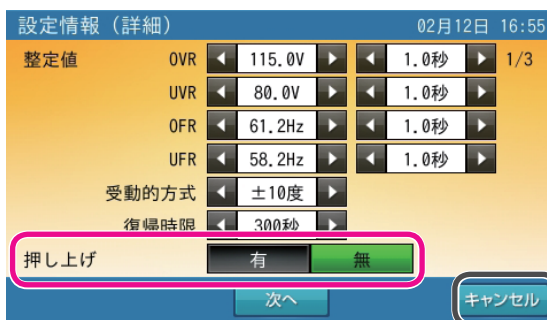 設定情報（詳細） 02月12日 16:55
整定値 OVR 115.0V 1.0秒 1/3
UVR 80.0V 1.0秒
OFR 61.2Hz 1.0秒
UFR 58.2Hz 1.0秒
受動的方式 ±10度
復帰時限 300秒
押し上げ 有 無
次へ キャンセル